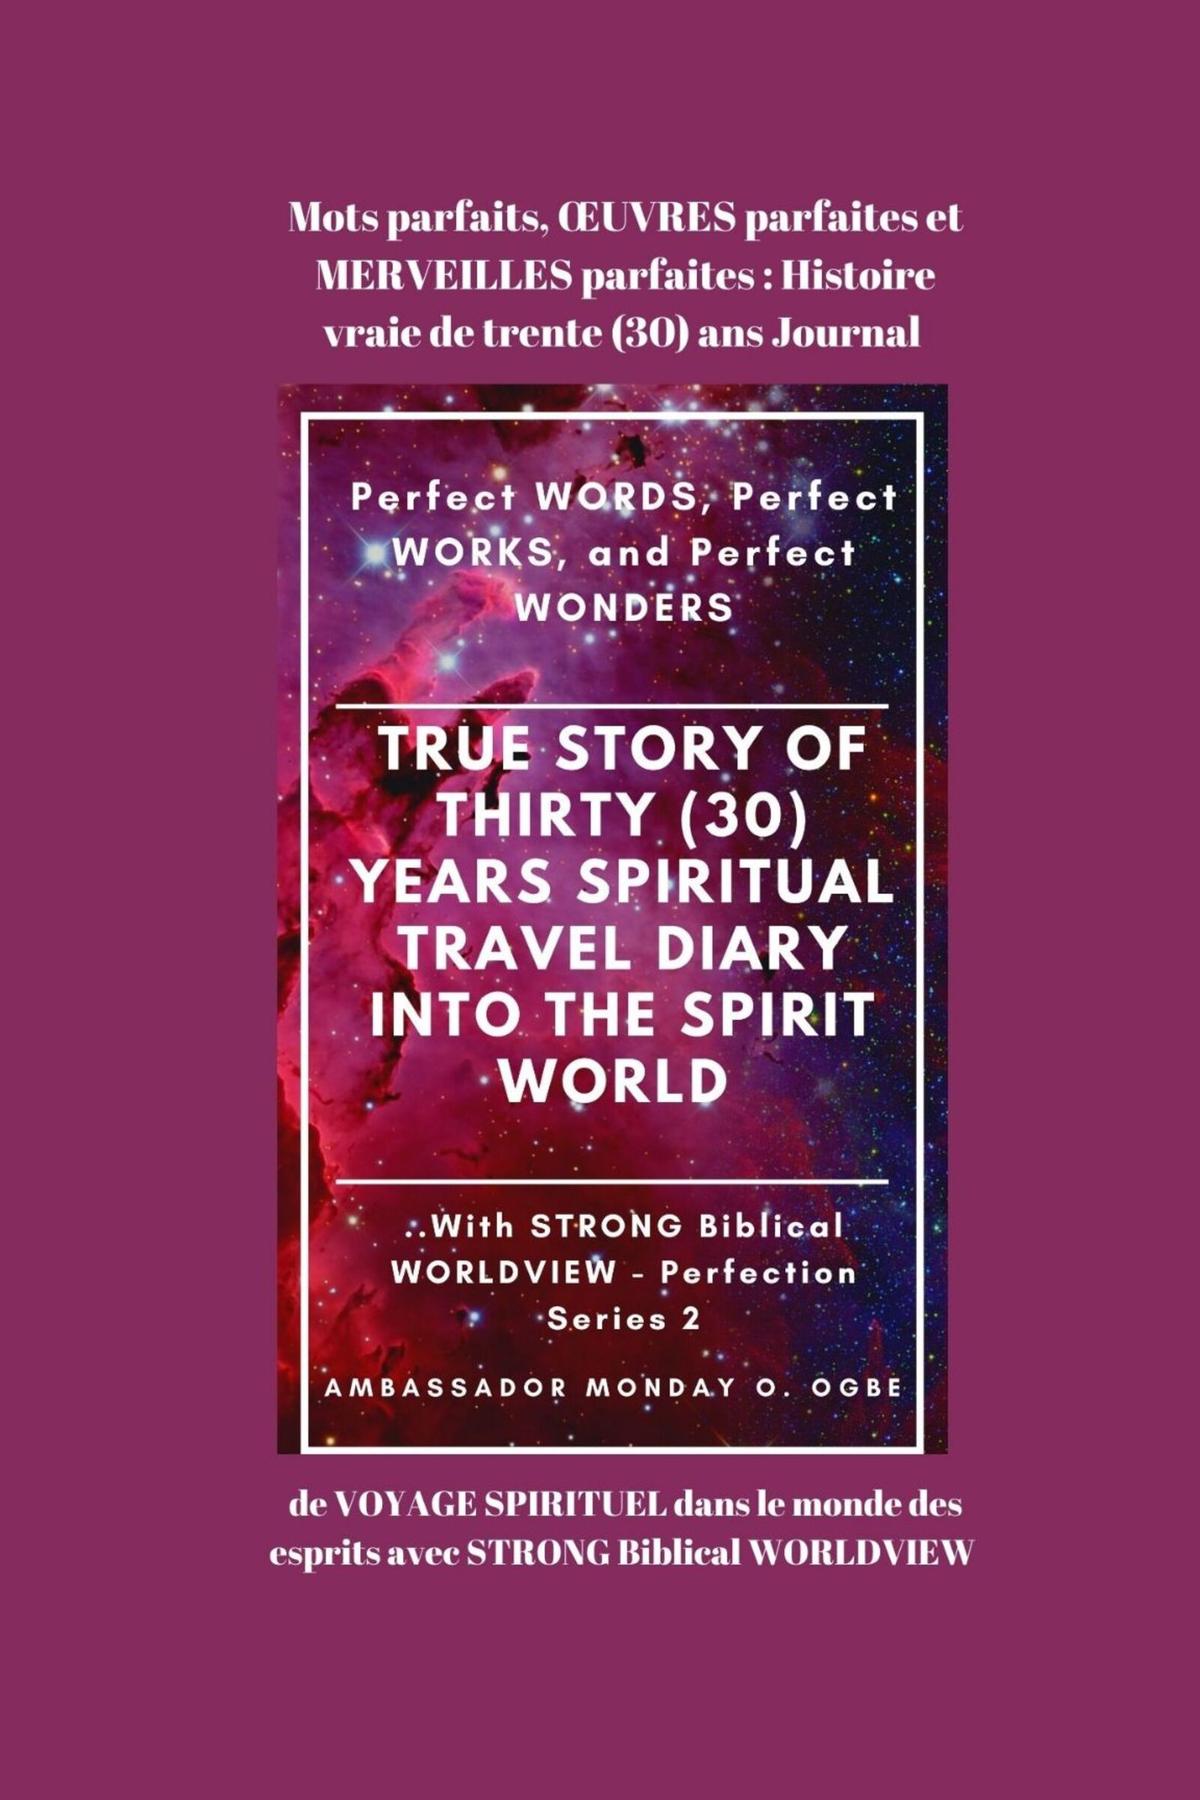 Mots parfaits, ŒUVRES parfaites et
MERVEILLES parfaites : Histoire
vraie de trente (30) ans Journal
Perfect WORDS, Perfect
WORKS, and Perfect
WONDERS
TRUE STORY OF
THIRTY (30)
YEARS SPIRITUAL
TRAVEL DIARY
INTO THE SPIRIT
WORLD
..With STRONG Biblical
WORLDVIEW - Perfection
Series 2
AMBASSADOR MONDAY O. OGBE
de VOYAGE SPIRITUEL dans le monde des
esprits avec STRONG Biblical WORLDVIEW